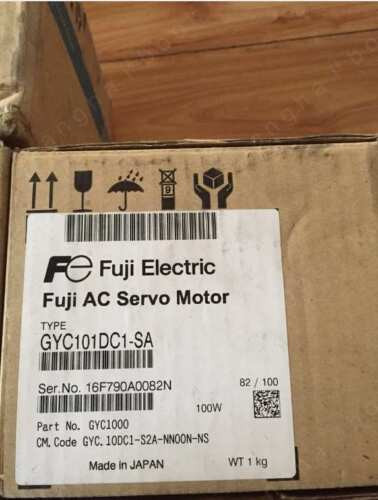 Fe Fuji Electric
Fuji AC Servo Motor
TYPE
GYC101DC1-SA
Ser.No. 16F790A0082N
82 / 100
100W
Part No. GYC1000
CM.Code GYC.10DC1-S2A-NN00N-NS
Made in JAPAN
WT 1 kg